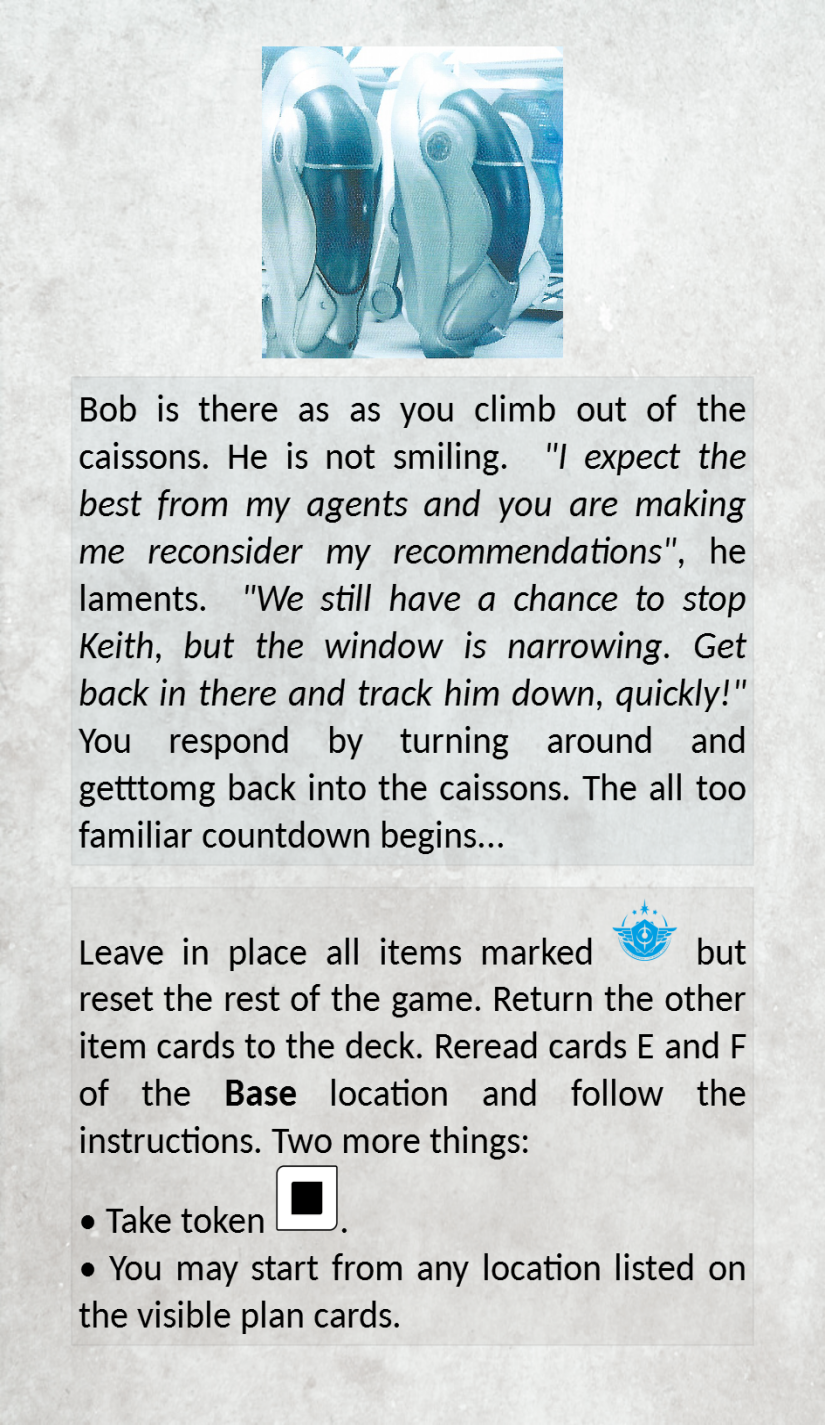 Bob is there as as you climb out of the
caissons. He is not smiling. "I expect the
best from my agents and you are making
me reconsider my recommendations", he
laments. "We still have a chance to stop
Keith, but the window is narrowing. Get
back in there and track him down, quickly!"
You respond by turning around and
getttomg back into the caissons. The all too
familiar countdown begins...
Leave in place all items marked but
reset the rest of the game. Return the other
item cards to the deck. Reread cards E and F
of the Base location and follow the
instructions. Two more things:
• Take token .
• You may start from any location listed on
the visible plan cards.